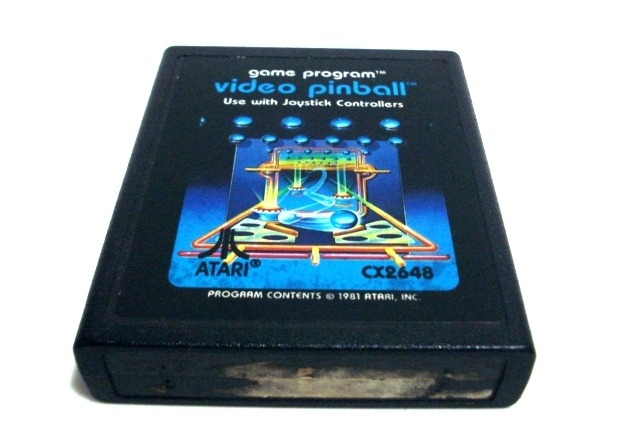 game program™
video pinball™
Use with Joystick Controllers
ATARI®
CX2648
PROGRAM CONTENTS © 1981 ATARI, INC.